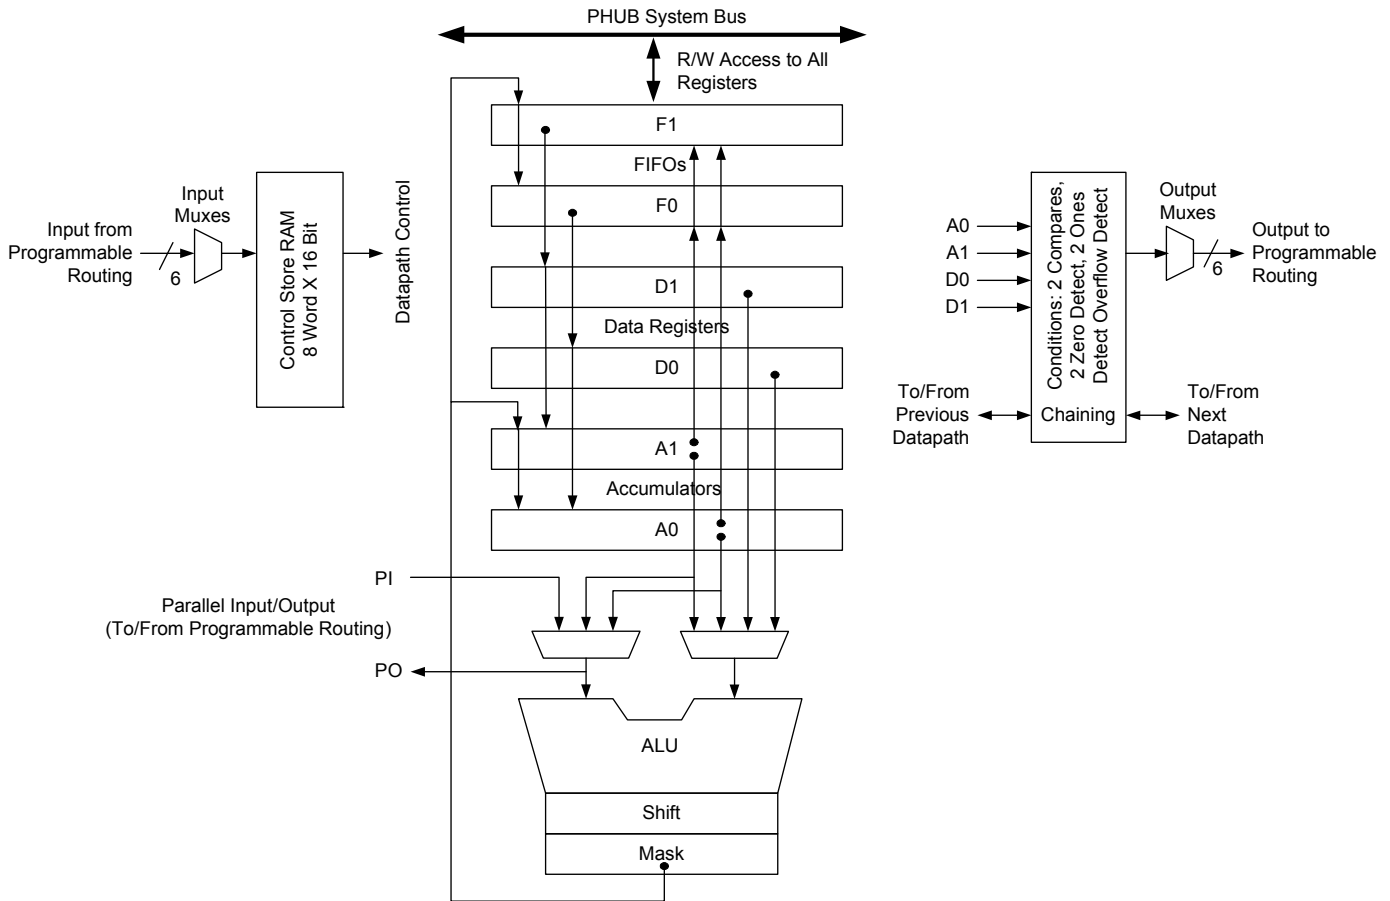 PHUB System Bus
R/W Access to All
Registers
F1
FIFOs
F0
D1
Data Registers
D0
A1
Accumulators
A0
Input from
Programmable
Routing
6
Input
Muxes
Control Store RAM
8 Word X 16 Bit
Datapath Control
PI
Parallel Input/Output
(To/From Programmable Routing)
PO
ALU
Shift
Mask
A0
A1
D0
D1
Conditions: 2 Compares,
2 Zero Detect, 2 Ones
Detect Overflow Detect
Chaining
To/From
Previous
Datapath
To/From
Next
Datapath
Output
Muxes
6
Output to
Programmable
Routing